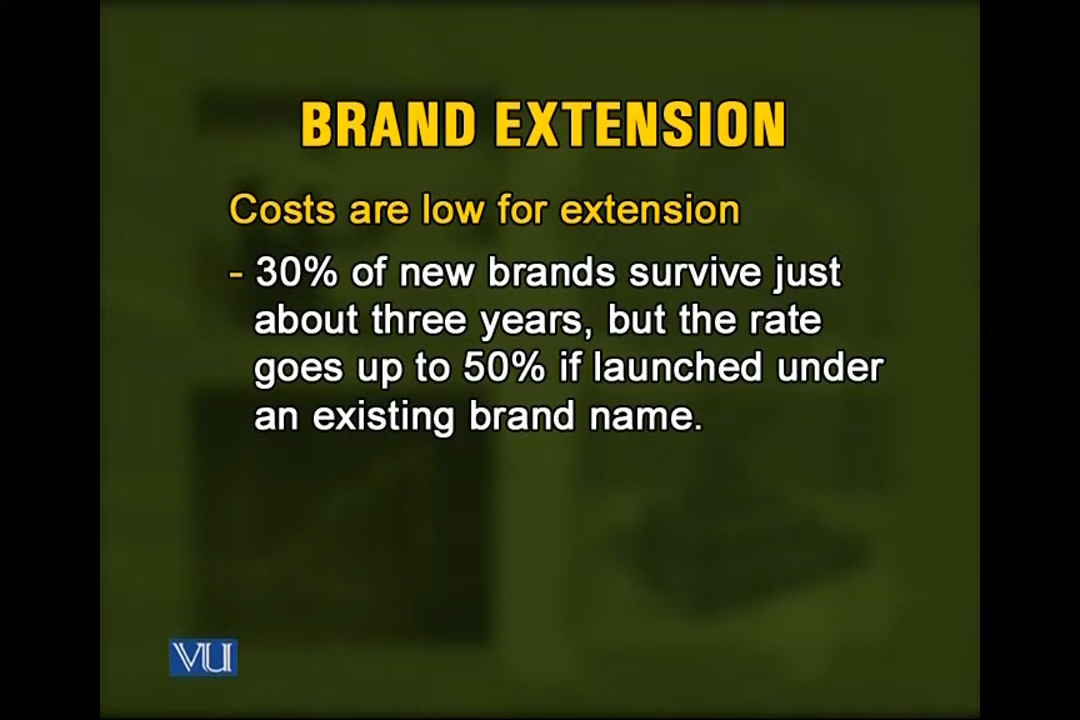 BRAND EXTENSION
Costs are low for extension
- 30% of new brands survive just
about three years, but the rate
goes up to 50% if launched under
an existing brand name.
VU